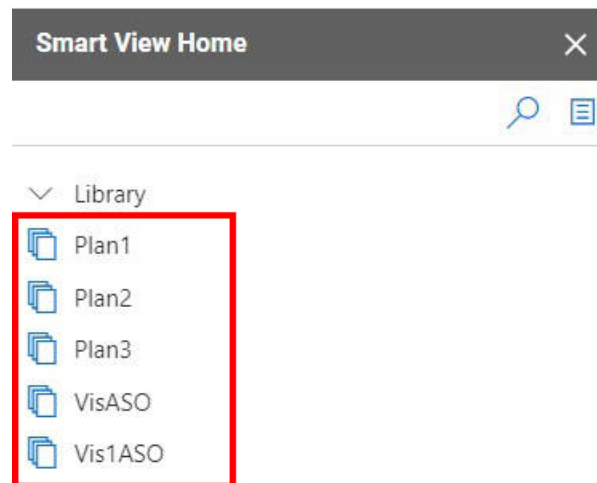 Smart View Home
Library
Plan1
Plan2
Plan3
VisASO
Vis1ASO